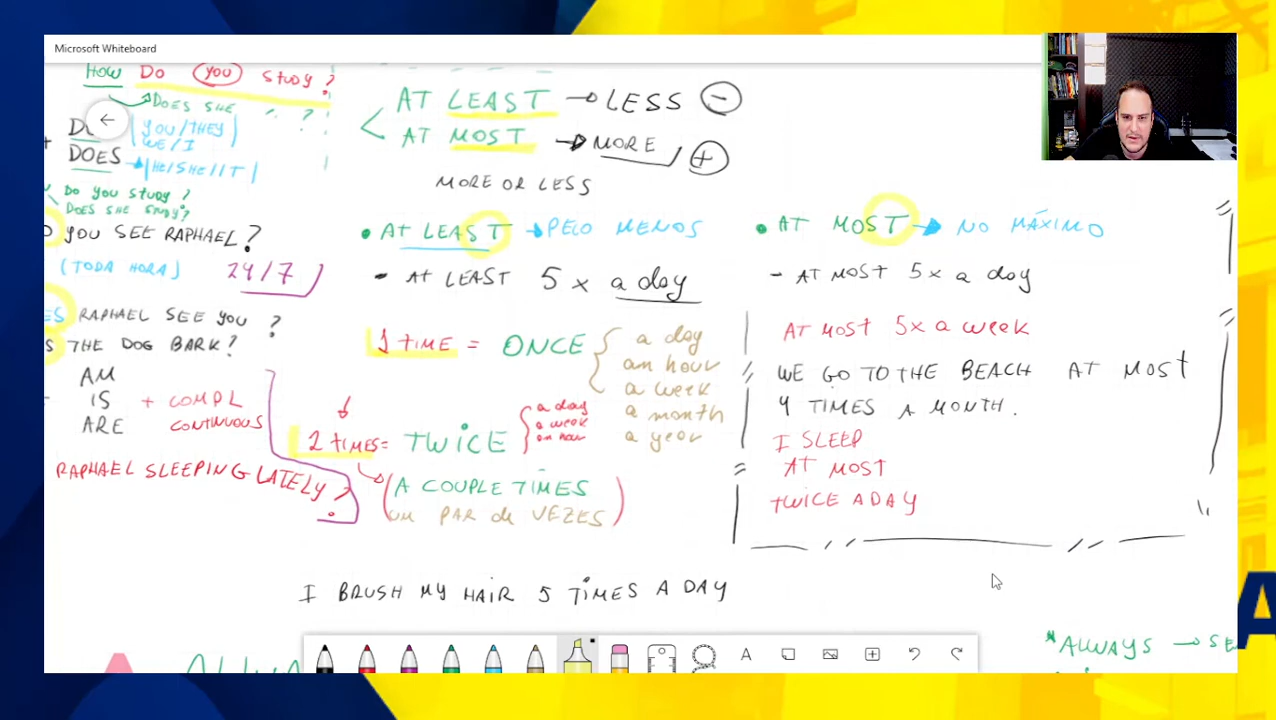 Microsoft Whiteboard
HOW DO YOU STUDY?
DOES SHE " ?
YOU/THEY
WE/I
DOES HE/SHE/IT
DO YOU STUDY?
DOES SHE STUDY?
YOU SEE RAPHAEL?
(TODA HORA) 24/7
RAPHAEL SEE YOU ?
THE DOG BARK?
AM
IS + COMPL
ARE CONTINUOUS
RAPHAEL SLEEPING LATELY?
AT LEAST → LESS -
AT MOST → MORE +
MORE OR LESS
• AT LEAST → PELO MENOS
- AT LEAST 5 x a day
1 TIME = ONCE
a day
an hour
a week
a month
a year
2 TIMES = TWICE
a day
a week
an hour
(A COUPLE TIMES
UM PAR de VEZES)
• AT MOST → NO MÁXIMO
- AT MOST 5x a day
AT MOST 5x a week
WE GO TO THE BEACH AT MOST
4 TIMES A MONTH.
I SLEEP
AT MOST
TWICE A DAY
I BRUSH MY HAIR 5 TIMES A DAY
* ALWAYS → SE
A
A